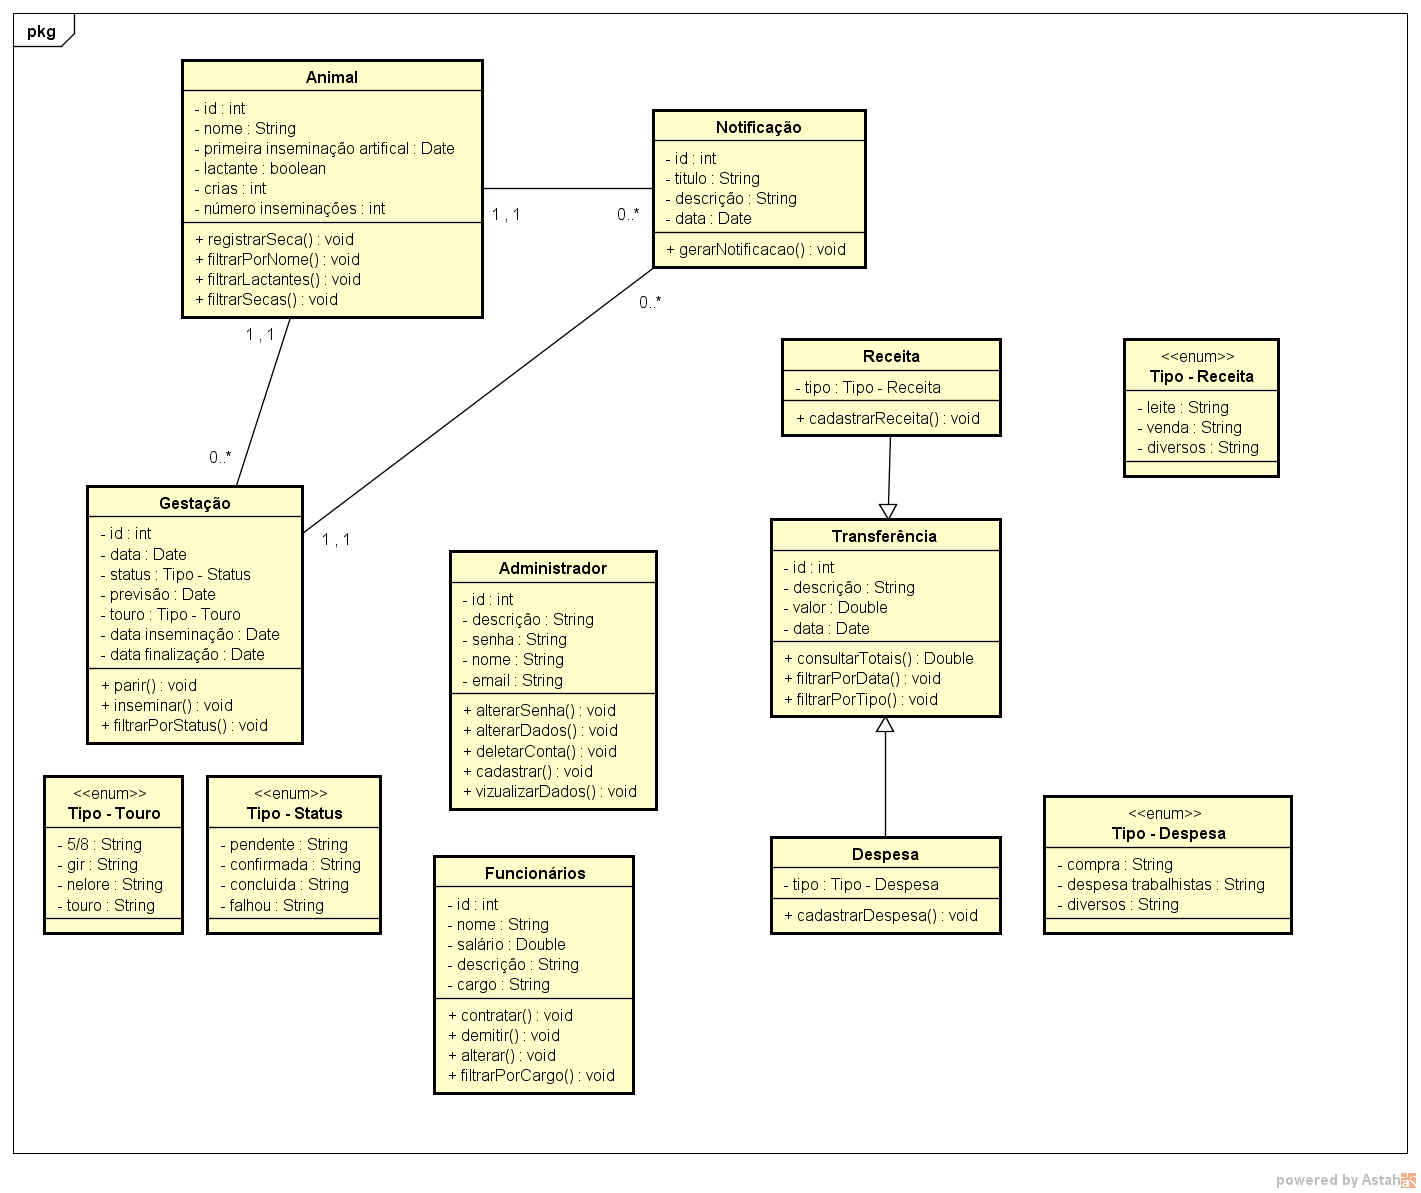 pkg
Animal
- id : int
- nome : String
- primeira inseminação artifical : Date
- lactante : boolean
- crias : int
- número inseminações : int
+ registrarSeca() : void
+ filtrarPorNome() : void
+ filtrarLactantes() : void
+ filtrarSecas() : void
1 , 1
0..*
Notificação
- id : int
- titulo : String
- descrição : String
- data : Date
+ gerarNotificacao() : void
0..*
1 , 1
1 , 1
0..*
Gestação
- id : int
- data : Date
- status : Tipo - Status
- previsão : Date
- touro : Tipo - Touro
- data inseminação : Date
- data finalização : Date
+ parir() : void
+ inseminar() : void
+ filtrarPorStatus() : void
Receita
- tipo : Tipo - Receita
+ cadastrarReceita() : void
<<enum>>
Tipo - Receita
- leite : String
- venda : String
- diversos : String
Transferência
- id : int
- descrição : String
- valor : Double
- data : Date
+ consultarTotais() : Double
+ filtrarPorData() : void
+ filtrarPorTipo() : void
Administrador
- id : int
- descrição : String
- senha : String
- nome : String
- email : String
+ alterarSenha() : void
+ alterarDados() : void
+ deletarConta() : void
+ cadastrar() : void
+ vizualizarDados() : void
<<enum>>
Tipo - Touro
- 5/8 : String
- gir : String
- nelore : String
- touro : String
<<enum>>
Tipo - Status
- pendente : String
- confirmada : String
- concluida : String
- falhou : String
Funcionários
- id : int
- nome : String
- salário : Double
- descrição : String
- cargo : String
+ contratar() : void
+ demitir() : void
+ alterar() : void
+ filtrarPorCargo() : void
Despesa
- tipo : Tipo - Despesa
+ cadastrarDespesa() : void
<<enum>>
Tipo - Despesa
- compra : String
- despesa trabalhistas : String
- diversos : String
powered by Astah